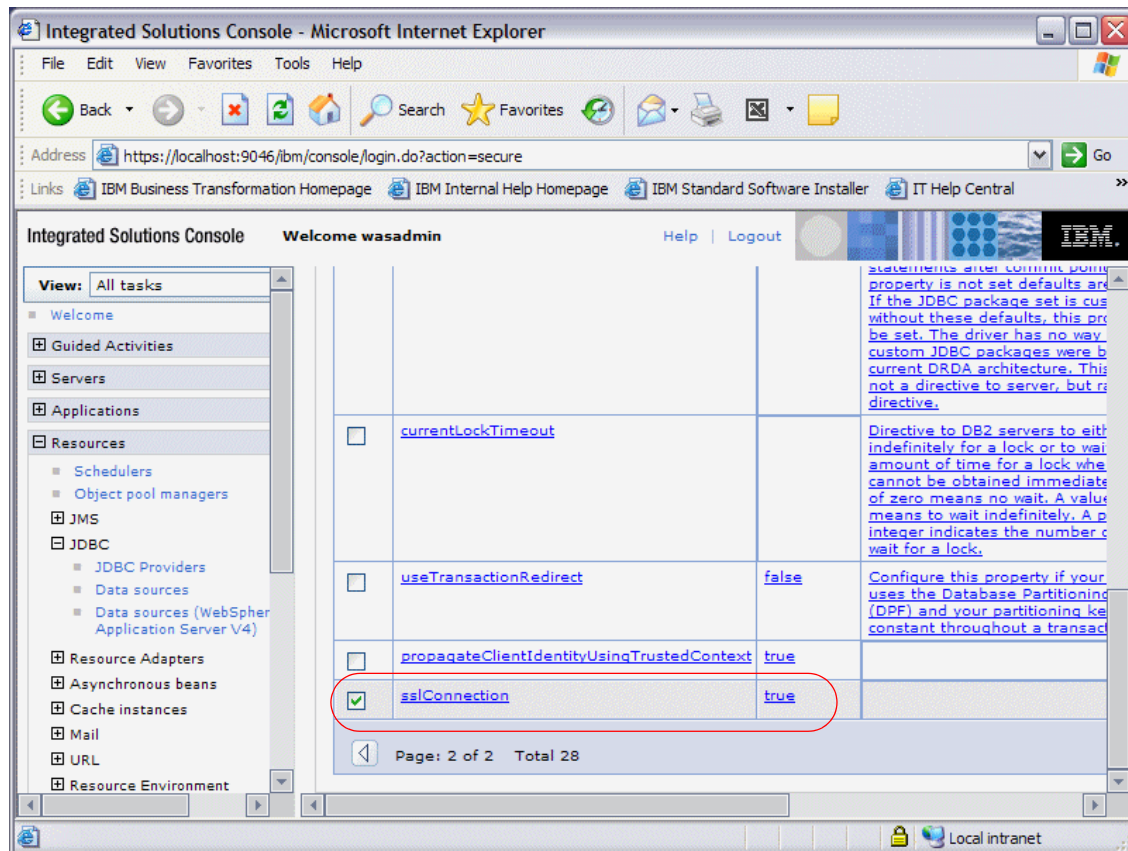 Integrated Solutions Console - Microsoft Internet Explorer
File Edit View Favorites Tools Help
Back Search Favorites
Address https://localhost:9046/ibm/console/login.do?action=secure Go
Links IBM Business Transformation Homepage IBM Internal Help Homepage IBM Standard Software Installer IT Help Central »
Integrated Solutions Console Welcome wasadmin Help | Logout IBM.
View: All tasks
Welcome
Guided Activities
Servers
Applications
Resources
Schedulers
Object pool managers
JMS
JDBC
JDBC Providers
Data sources
Data sources (WebSpher
Application Server V4)
Resource Adapters
Asynchronous beans
Cache instances
Mail
URL
Resource Environment
statements after commit point
property is not set defaults are
If the JDBC package set is cus
without these defaults, this pro
be set. The driver has no way
custom JDBC packages were b
current DRDA architecture. This
not a directive to server, but ra
directive.
currentLockTimeout
Directive to DB2 servers to eith
indefinitely for a lock or to wai
amount of time for a lock whe
cannot be obtained immediate
of zero means no wait. A value
means to wait indefinitely. A p
integer indicates the number o
wait for a lock.
useTransactionRedirect false
Configure this property if your
uses the Database Partitioning
(DPF) and your partitioning ke
constant throughout a transact
propagateClientIdentityUsingTrustedContext true
sslConnection true
Page: 2 of 2 Total 28
Local intranet